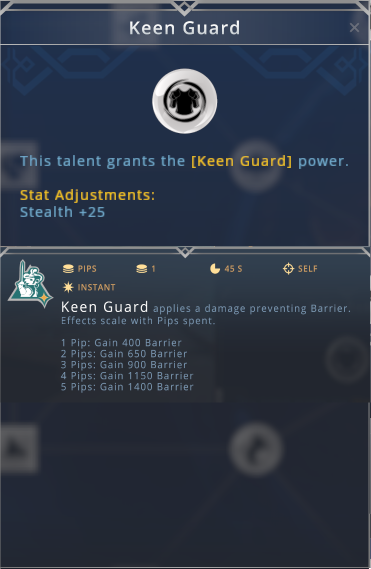 Keen Guard
This talent grants the [Keen Guard] power.
Stat Adjustments:
Stealth +25
PIPS 1 45 S SELF
INSTANT
Keen Guard applies a damage preventing Barrier.
Effects scale with Pips spent.
1 Pip: Gain 400 Barrier
2 Pips: Gain 650 Barrier
3 Pips: Gain 900 Barrier
4 Pips: Gain 1150 Barrier
5 Pips: Gain 1400 Barrier